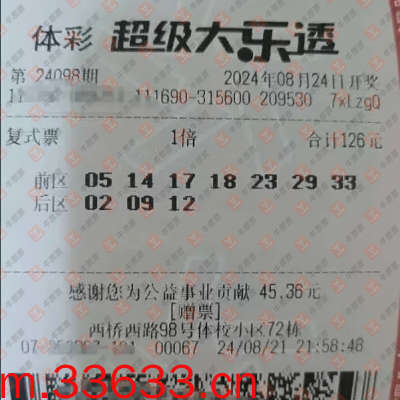 体彩 超级大乐透
第 24098期 2024年08月24日开奖
11 111690-315600 209530 7xLzgQ
复式票 1倍 合计126元
前区 05 14 17 18 23 29 33
后区 02 09 12
感谢您为公益事业贡献 45.36元
[赠票]
西桥西路98号体校小区72栋
07- 101 00067 24/08/21 21:58:48
m.33633.cn